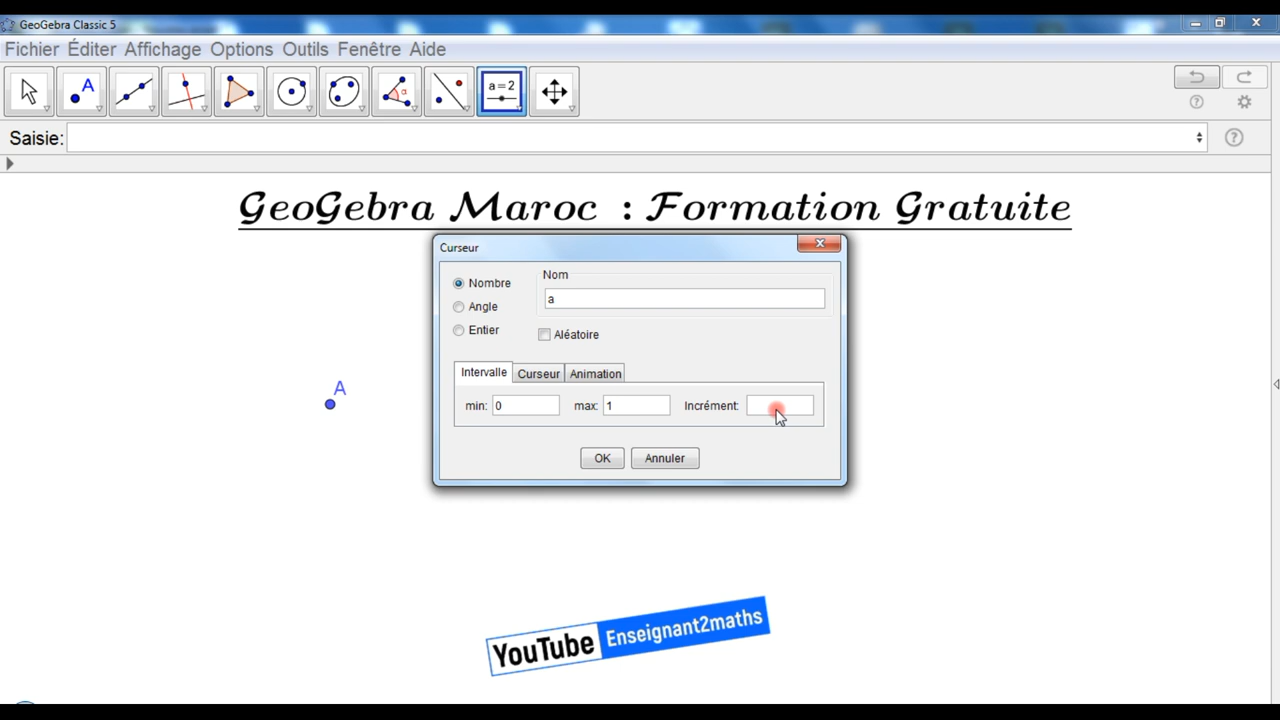 GeoGebra Classic 5
Fichier Éditer Affichage Options Outils Fenêtre Aide
A
α
a=2
Saisie:
GeoGebra Maroc : Formation Gratuite
Curseur
Nombre
Nom
a
Angle
Entier
Aléatoire
Intervalle Curseur Animation
min: 0 max: 1 Incrément:
OK Annuler
A
YouTube Enseignant2maths